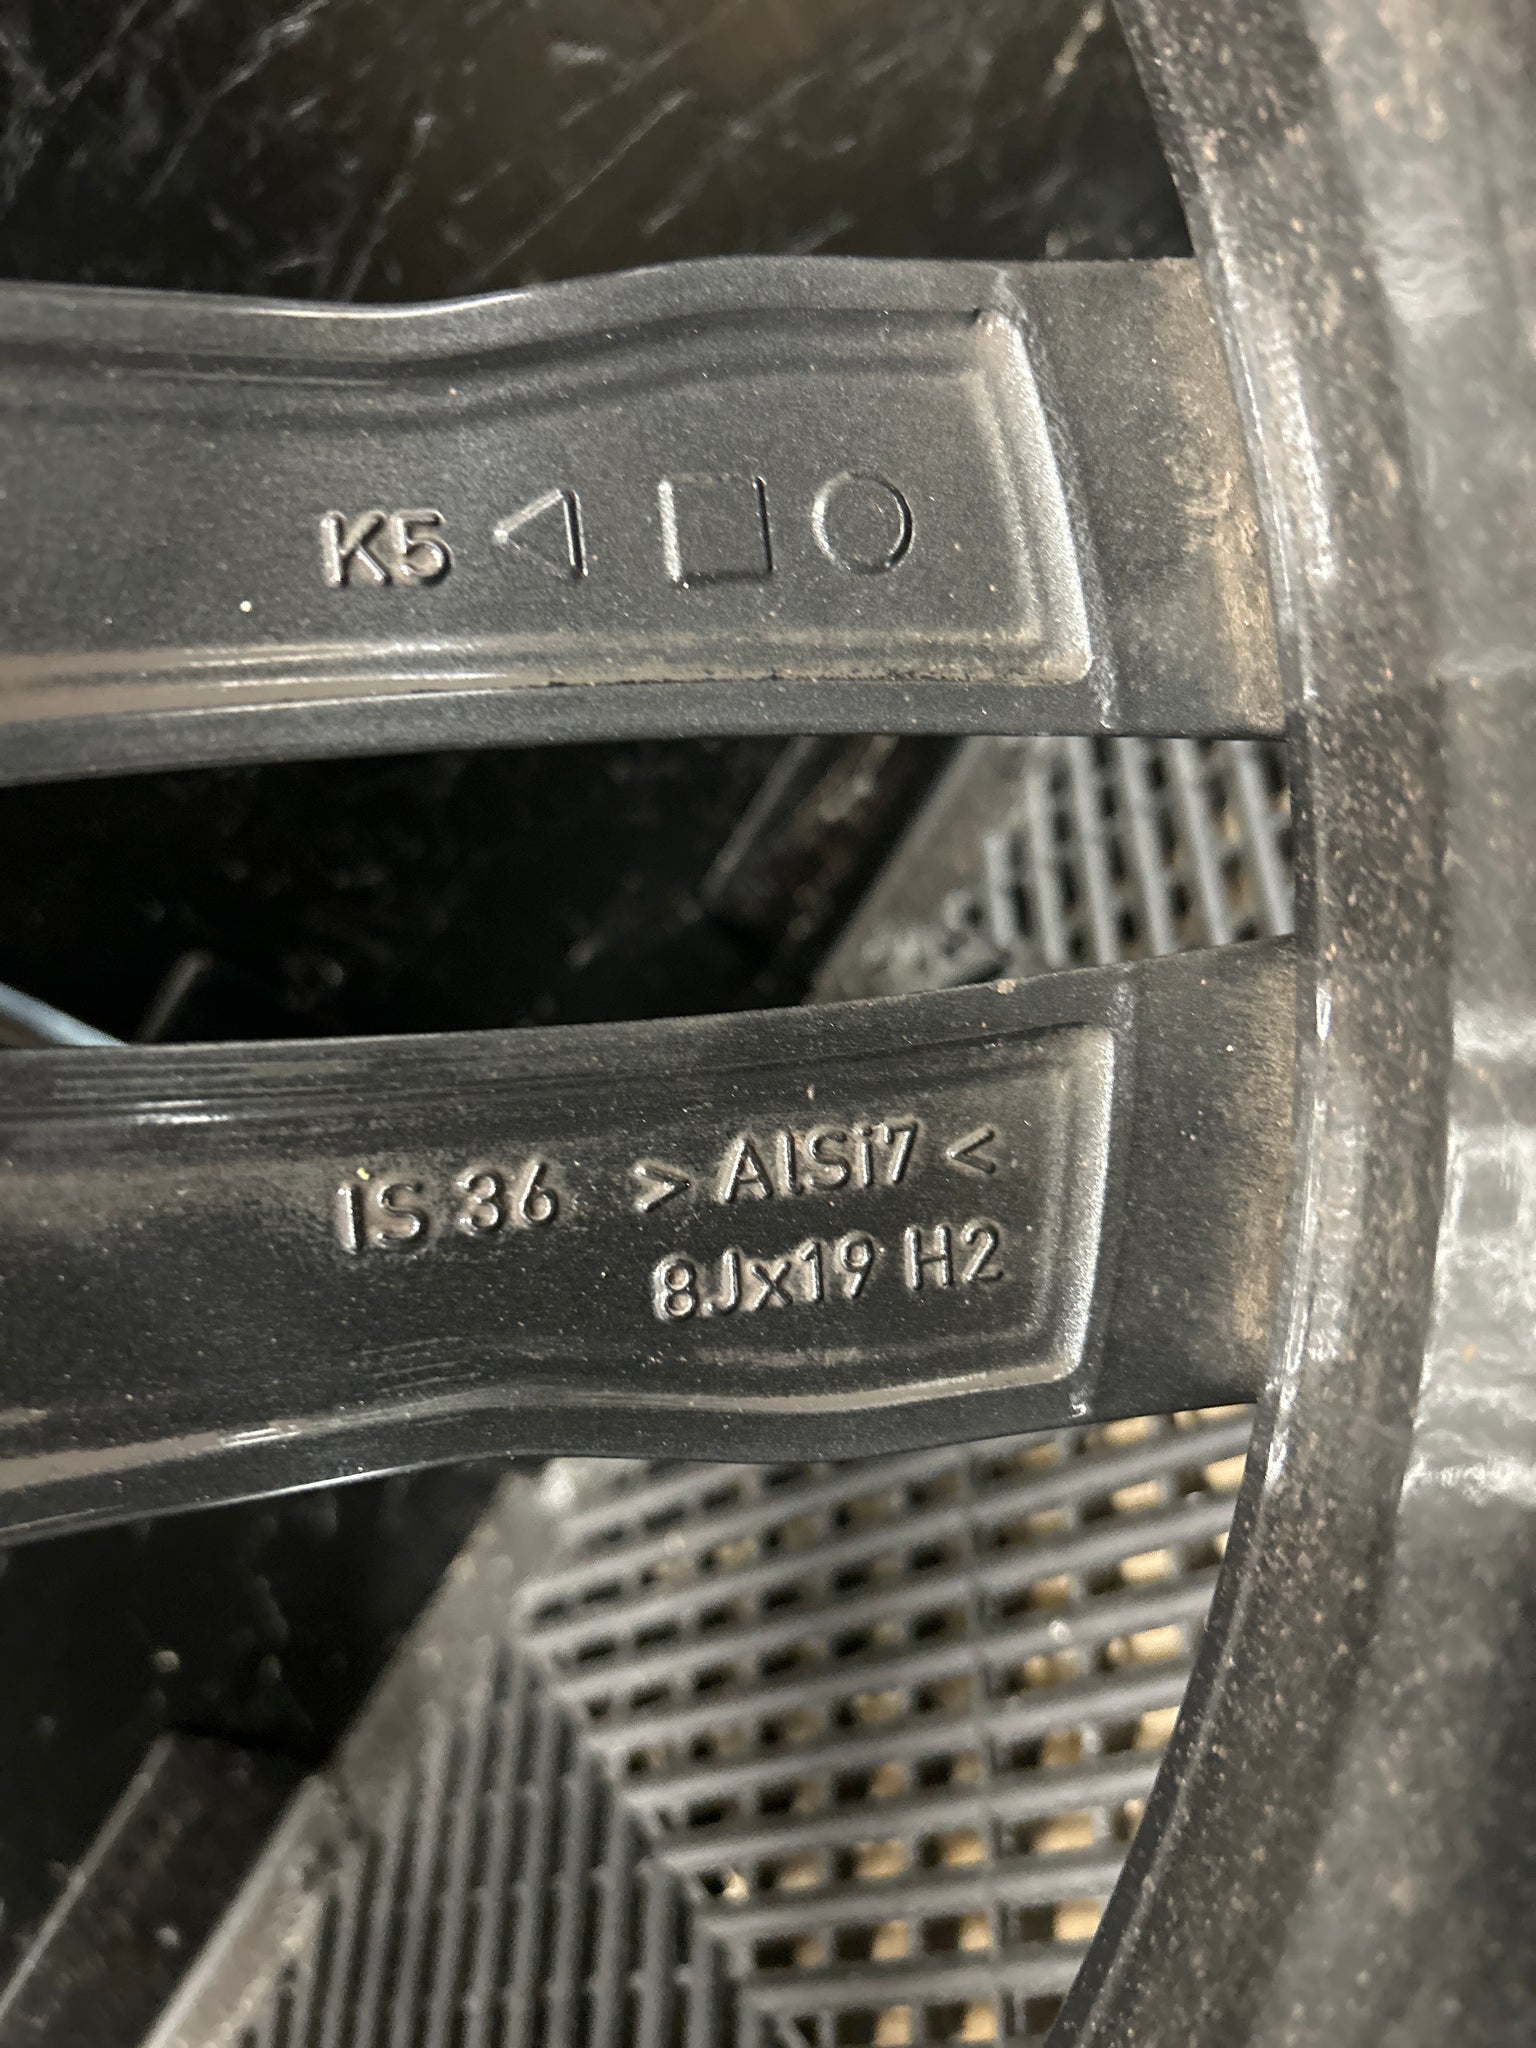 K5
IS 36 > AlSi7 <
8Jx19 H2